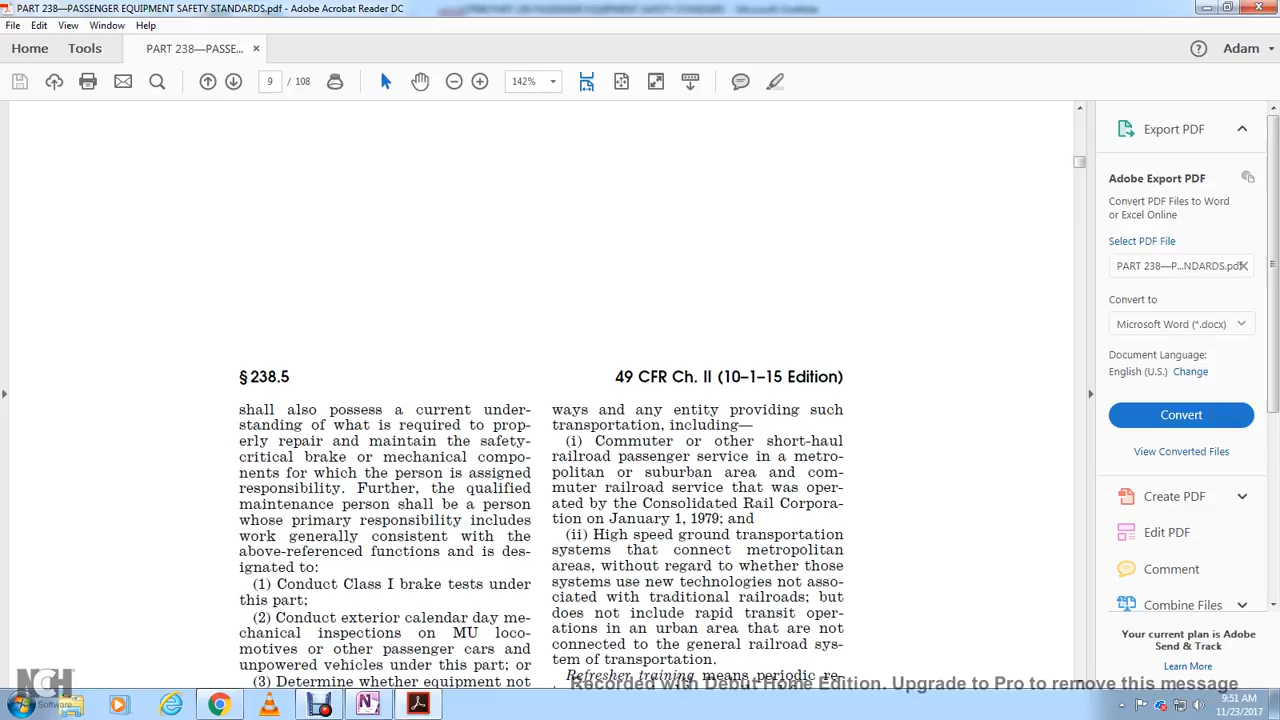 PART 238—PASSENGER EQUIPMENT SAFETY STANDARDS.pdf - Adobe Acrobat Reader DC
File Edit View Window Help
Home Tools PART 238—PASSE... × Adam
9 / 108 142%
Export PDF
Adobe Export PDF
Convert PDF Files to Word
or Excel Online
Select PDF File
PART 238—P...NDARDS.pdf
Convert to
Microsoft Word (*.docx)
Document Language:
English (U.S.) Change
Convert
View Converted Files
Create PDF
Edit PDF
Comment
Combine Files
Your current plan is Adobe
Send & Track
Learn More
§ 238.5
49 CFR Ch. II (10–1–15 Edition)
shall also possess a current under-
standing of what is required to prop-
erly repair and maintain the safety-
critical brake or mechanical compo-
nents for which the person is assigned
responsibility. Further, the qualified
maintenance person shall be a person
whose primary responsibility includes
work generally consistent with the
above-referenced functions and is des-
ignated to:
(1) Conduct Class I brake tests under
this part;
(2) Conduct exterior calendar day me-
chanical inspections on MU loco-
motives or other passenger cars and
unpowered vehicles under this part; or
(3) Determine whether equipment not
ways and any entity providing such
transportation, including—
(i) Commuter or other short-haul
railroad passenger service in a metro-
politan or suburban area and com-
muter railroad service that was oper-
ated by the Consolidated Rail Corpora-
tion on January 1, 1979; and
(ii) High speed ground transportation
systems that connect metropolitan
areas, without regard to whether those
systems use new technologies not asso-
ciated with traditional railroads; but
does not include rapid transit oper-
ations in an urban area that are not
connected to the general railroad sys-
tem of transportation.
Refresher training means periodic re-
Recorded with Debut Home Edition. Upgrade to Pro to remove this message
NCH Software
9:51 AM
11/23/2017